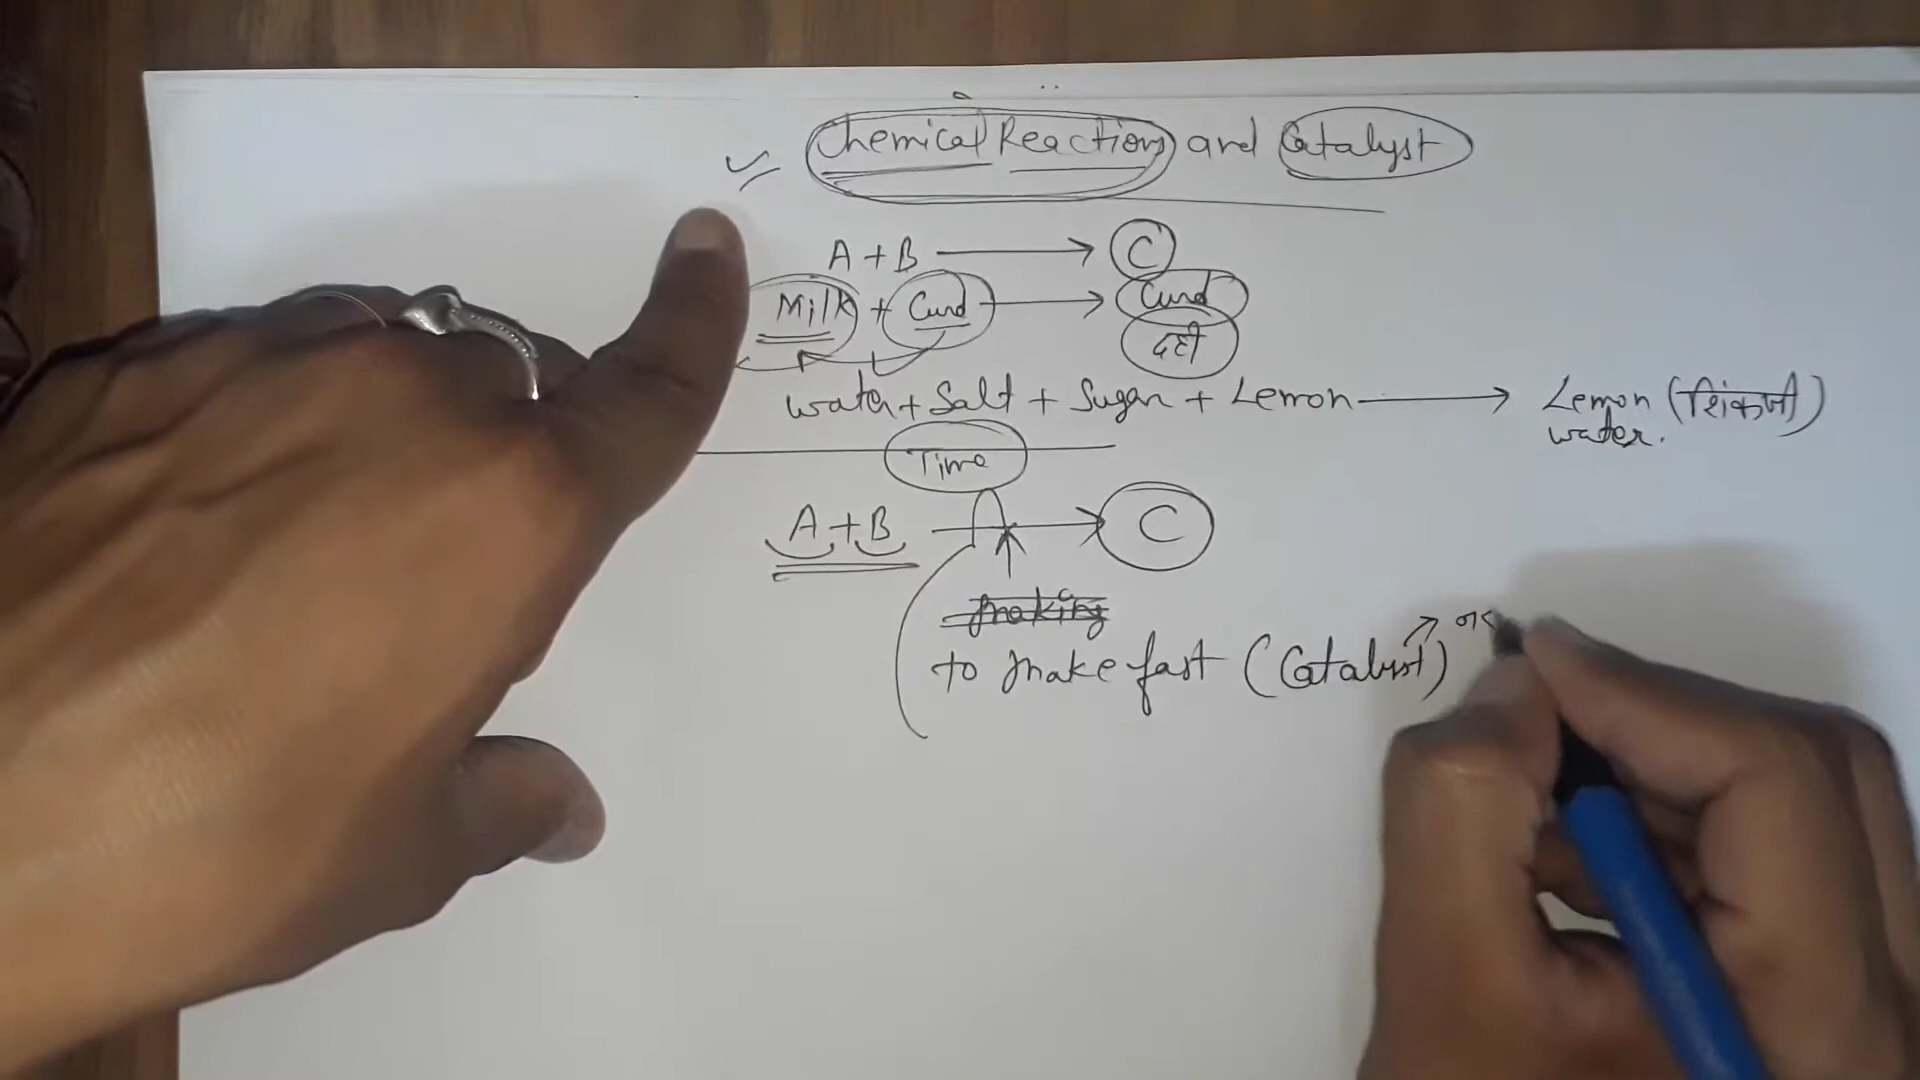 Chemical Reactions and Catalyst
A + B → C
Milk + Curd → Curd
दही
water + Salt + Sugar + Lemon → Lemon (शिकंजी)
water.
Time
A + B → C
making
to make fast (Catalyst) →